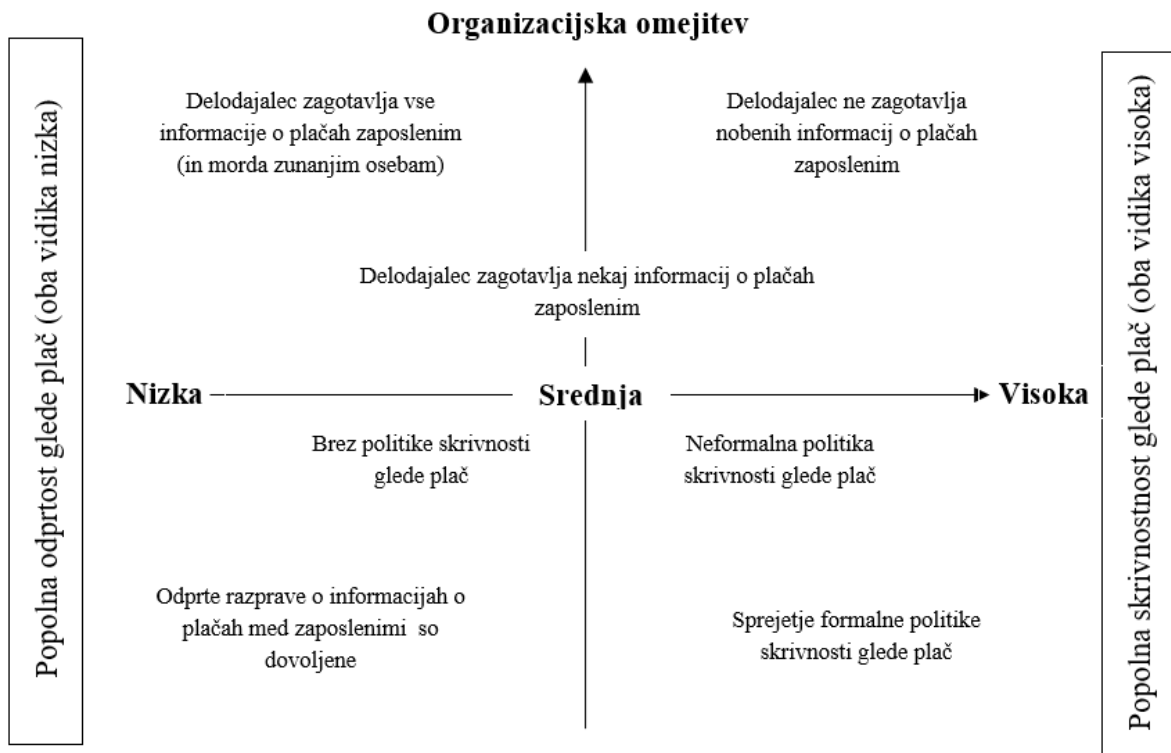 Organizacijska omejitev
Popolna odprtost glede plač (oba vidika nizka)
Delodajalec zagotavlja vse
informacije o plačah zaposlenim
(in morda zunanjim osebam)
Delodajalec ne zagotavlja
nobenih informacij o plačah
zaposlenim
Delodajalec zagotavlja nekaj informacij o plačah
zaposlenim
Nizka
Srednja
Visoka
Brez politike skrivnosti
glede plač
Neformalna politika
skrivnosti glede plač
Odprte razprave o informacijah o
plačah med zaposlenimi so
dovoljene
Sprejetje formalne politike
skrivnosti glede plač
Popolna skrivnostnost glede plač (oba vidika visoka)